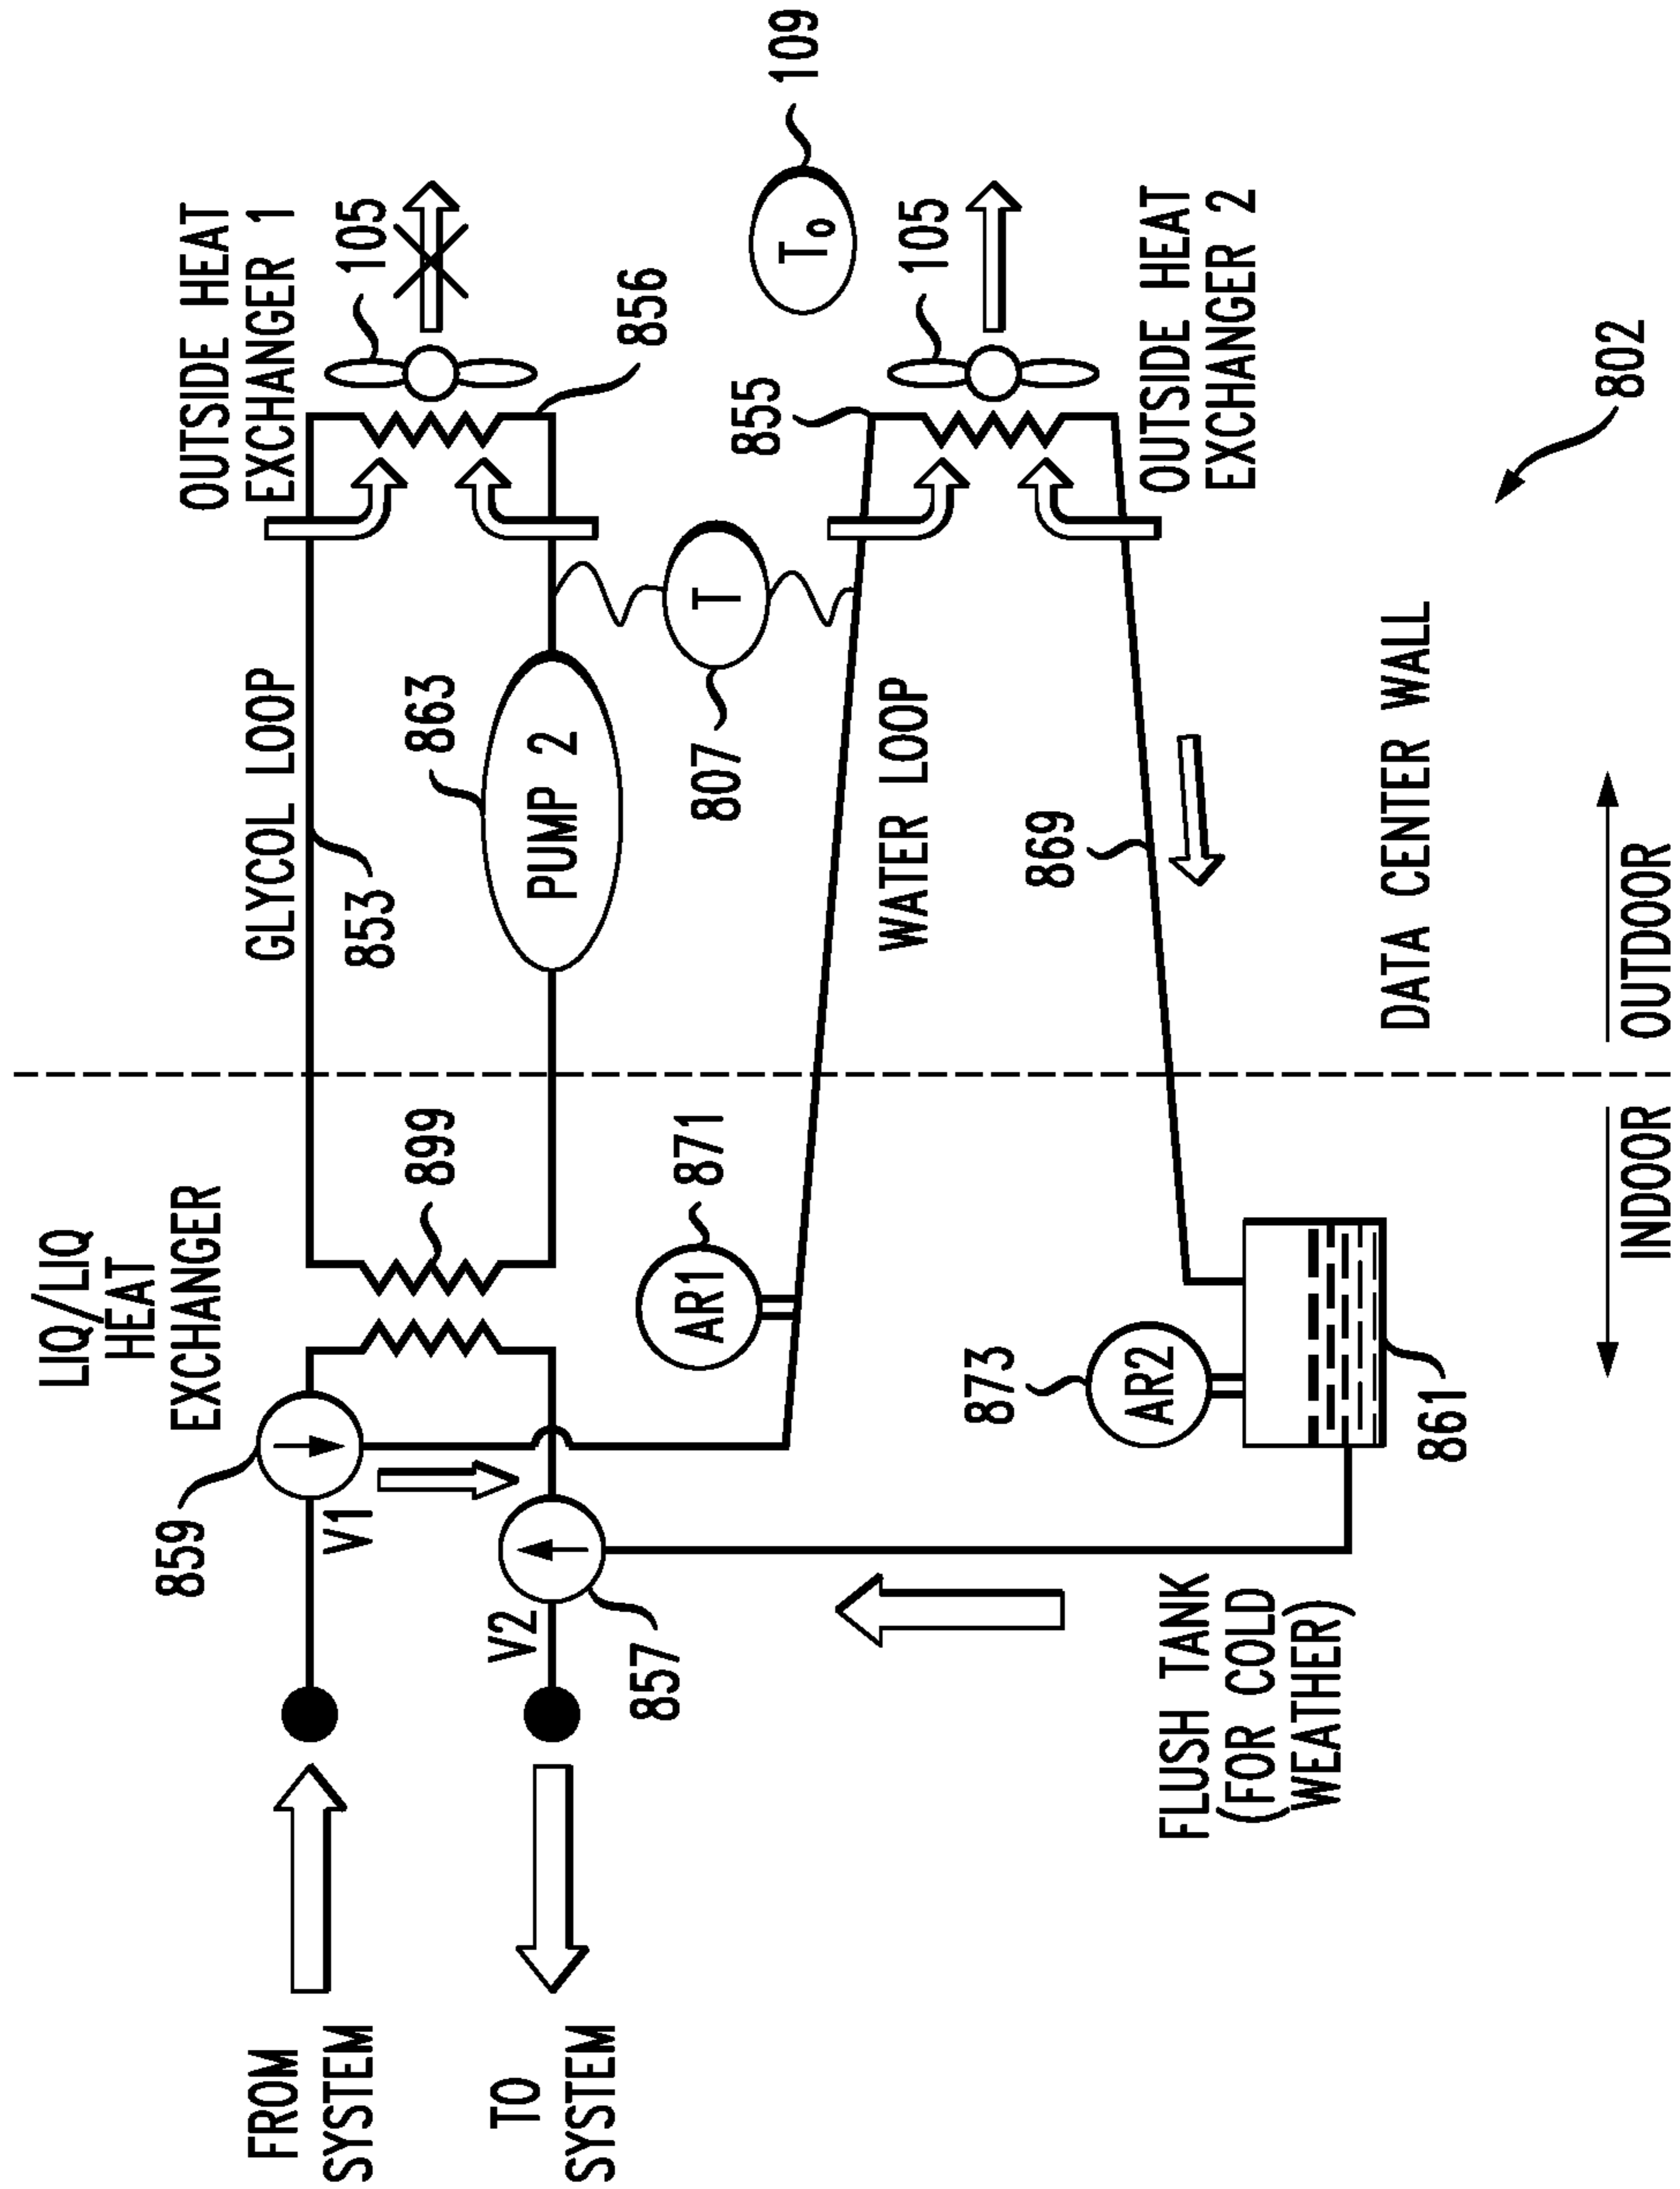 LIQ/LIQ
HEAT
EXCHANGER
859
V1
FROM
SYSTEM
899
GLYCOL LOOP
853
OUTSIDE HEAT
EXCHANGER 1
105
863
PUMP 2
856
V2
857
TO
SYSTEM
AR1
871
807
T
T0
109
WATER LOOP
855
105
OUTSIDE HEAT
EXCHANGER 2
869
873
AR2
861
FLUSH TANK
(FOR COLD
WEATHER)
DATA CENTER WALL
INDOOR
OUTDOOR
802